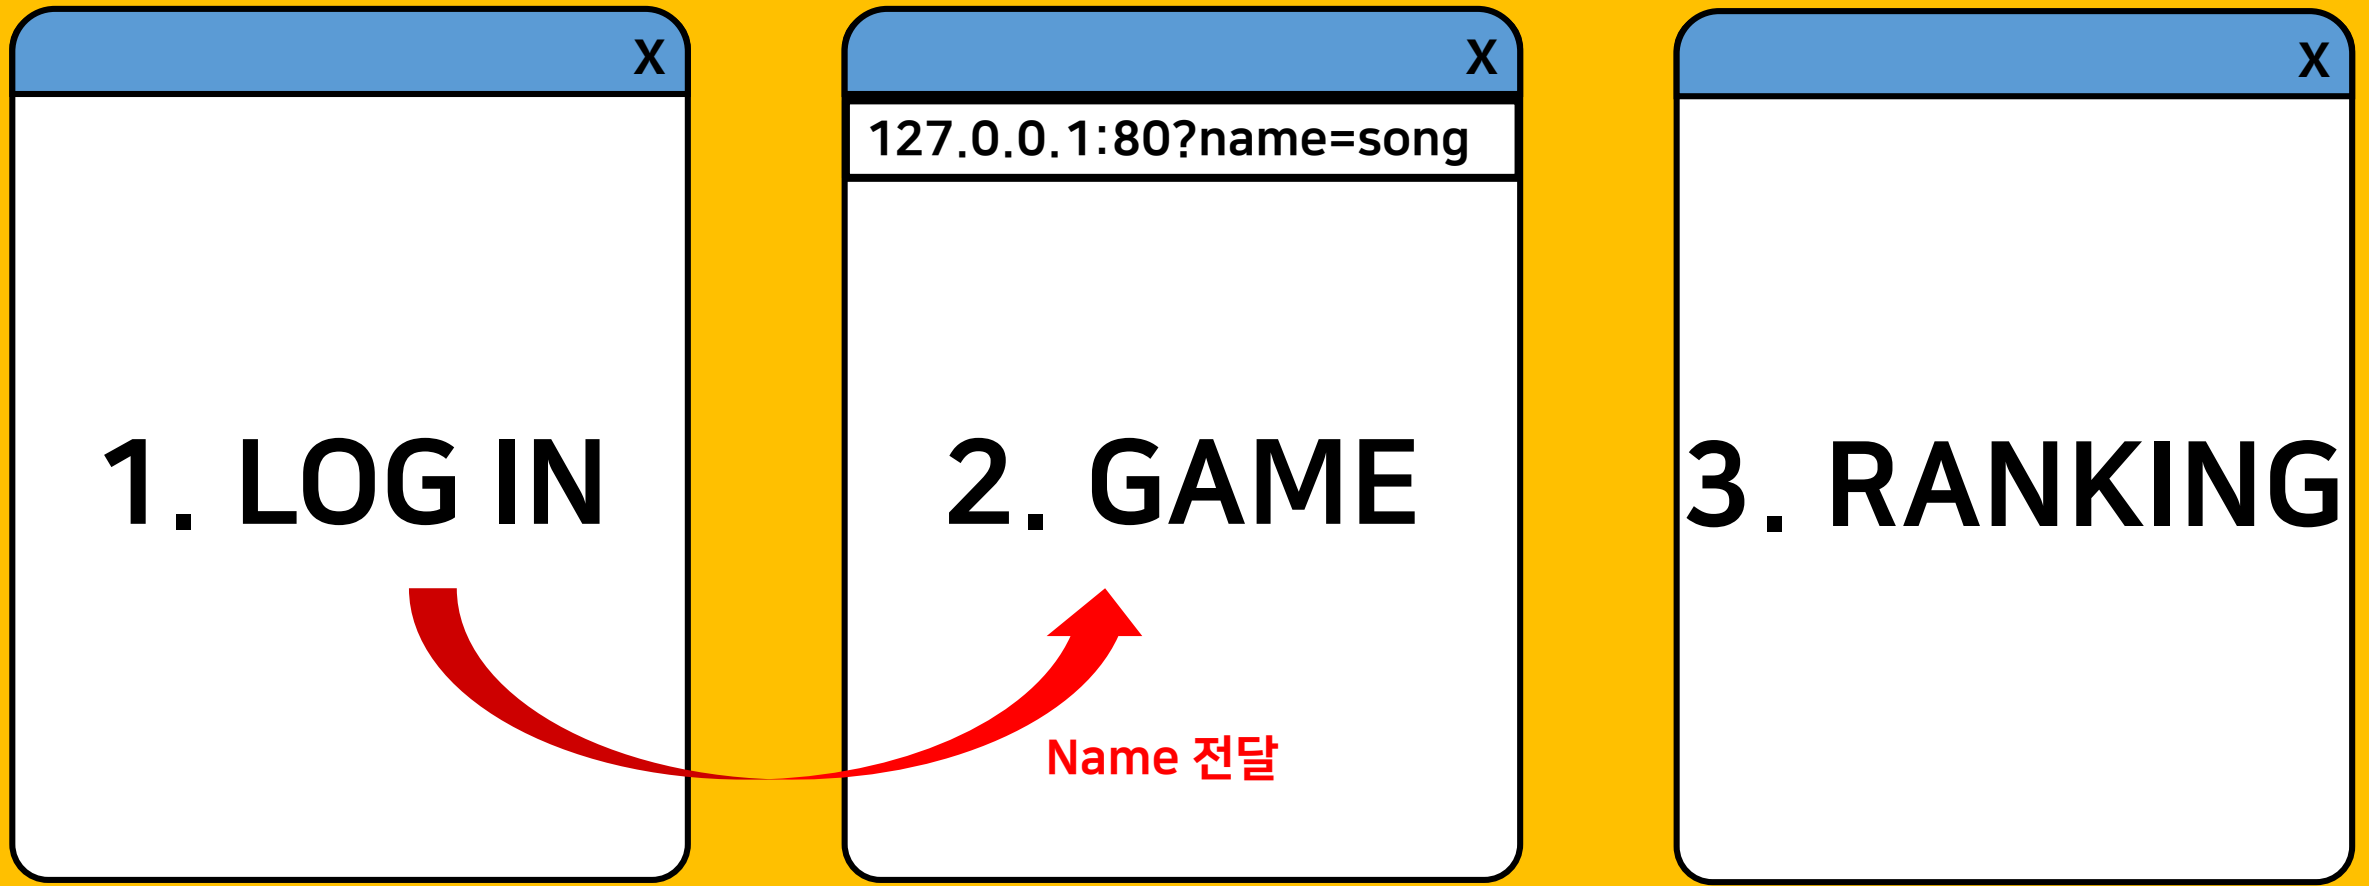 X
1. LOG IN
X
127.0.0.1:80?name=song
2. GAME
Name 전달
X
3. RANKING